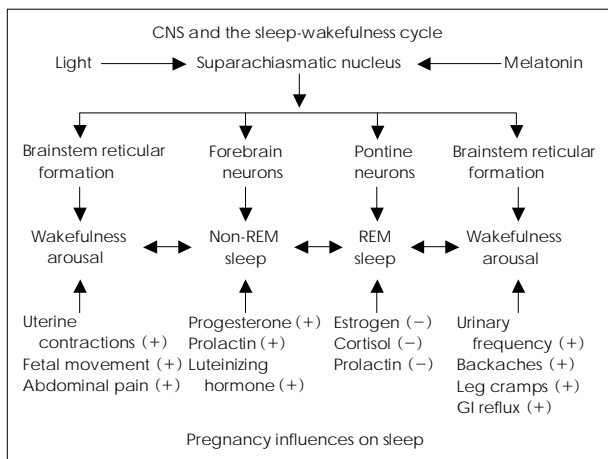 CNS and the sleep-wakefulness cycle
Light Suparachiasmatic nucleus Melatonin
Brainstem reticular formation
Forebrain neurons
Pontine neurons
Brainstem reticular formation
Wakefulness arousal
Non-REM sleep
REM sleep
Wakefulness arousal
Uterine
contractions (+)
Fetal movement (+)
Abdominal pain (+)
Progesterone (+)
Prolactin (+)
Luteinizing
hormone (+)
Estrogen (−)
Cortisol (−)
Prolactin (−)
Urinary
frequency (+)
Backaches (+)
Leg cramps (+)
GI reflux (+)
Pregnancy influences on sleep